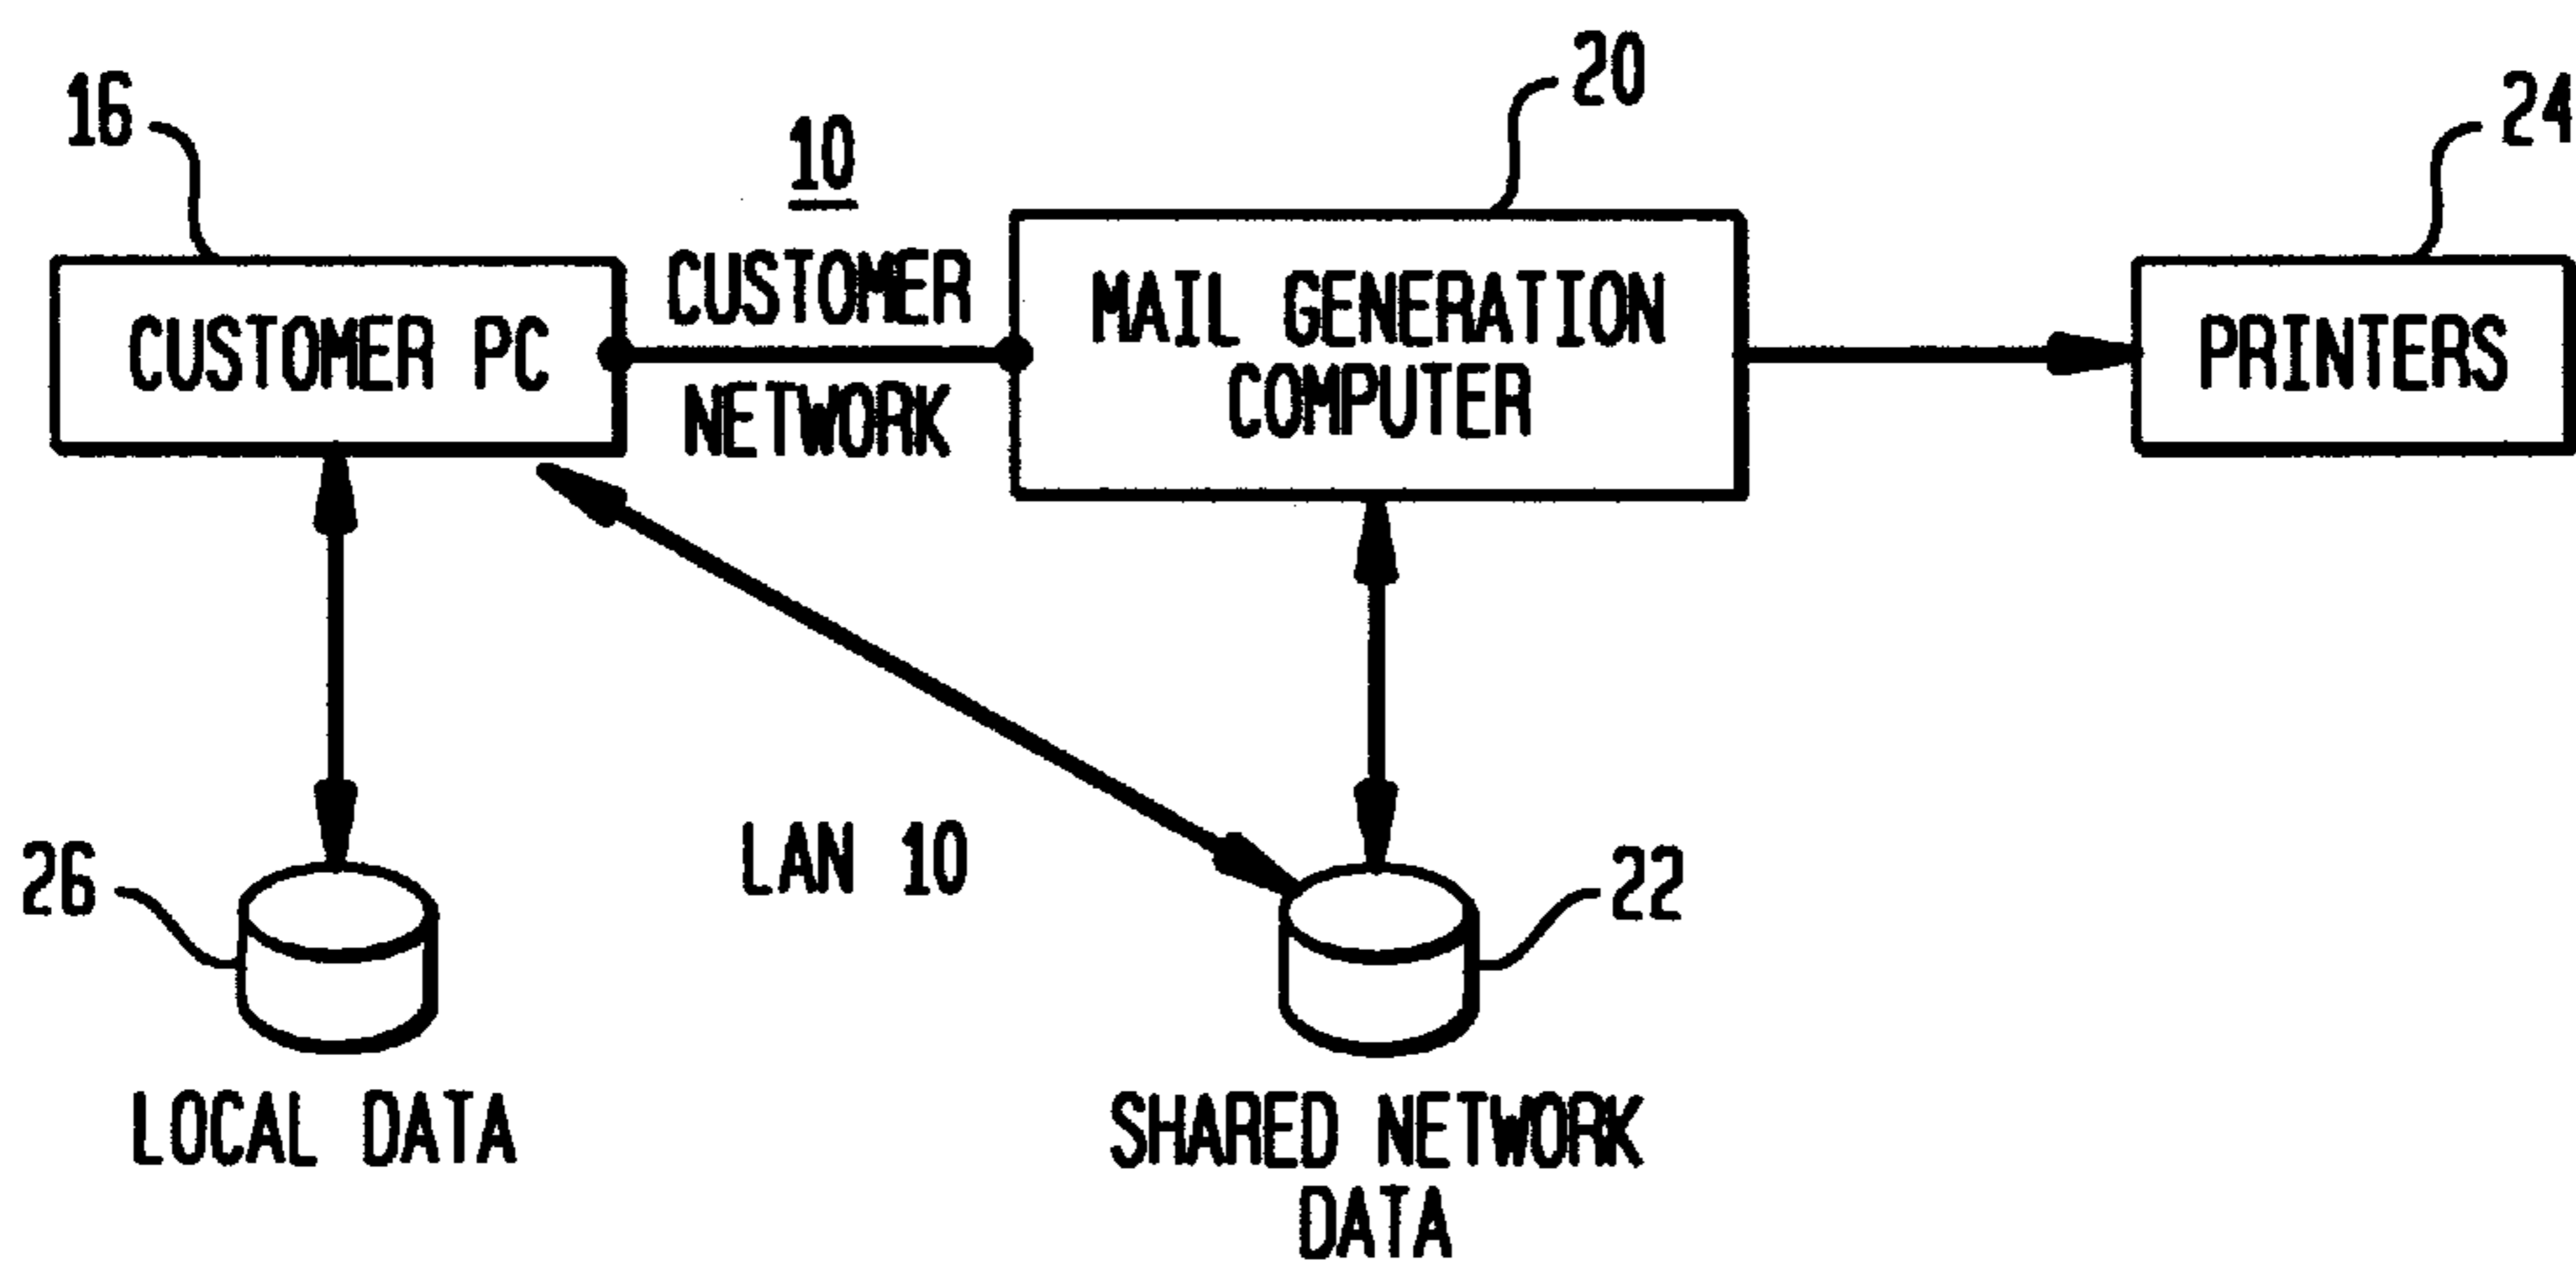 16
10
20
24
CUSTOMER PC
CUSTOMER
NETWORK
MAIL GENERATION
COMPUTER
PRINTERS
LAN 10
26
22
LOCAL DATA
SHARED NETWORK
DATA